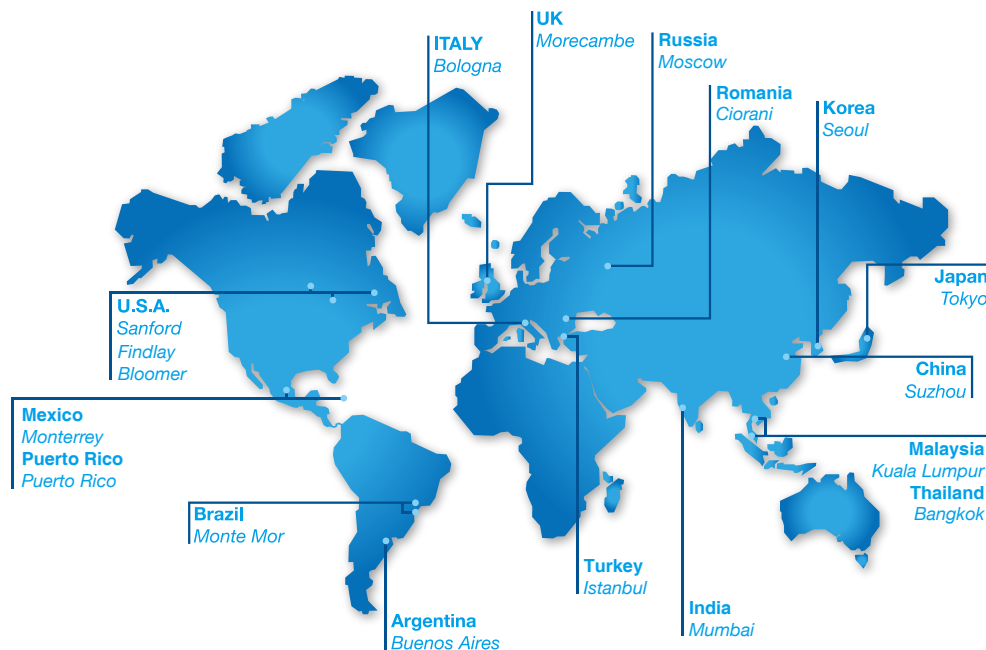 UK
Morecambe
ITALY
Bologna
Russia
Moscow
Romania
Ciorani
Korea
Seoul
U.S.A.
Sanford
Findlay
Bloomer
Japan
Tokyo
China
Suzhou
Mexico
Monterrey
Puerto Rico
Puerto Rico
Malaysia
Kuala Lumpur
Thailand
Bangkok
Brazil
Monte Mor
Turkey
Istanbul
India
Mumbai
Argentina
Buenos Aires